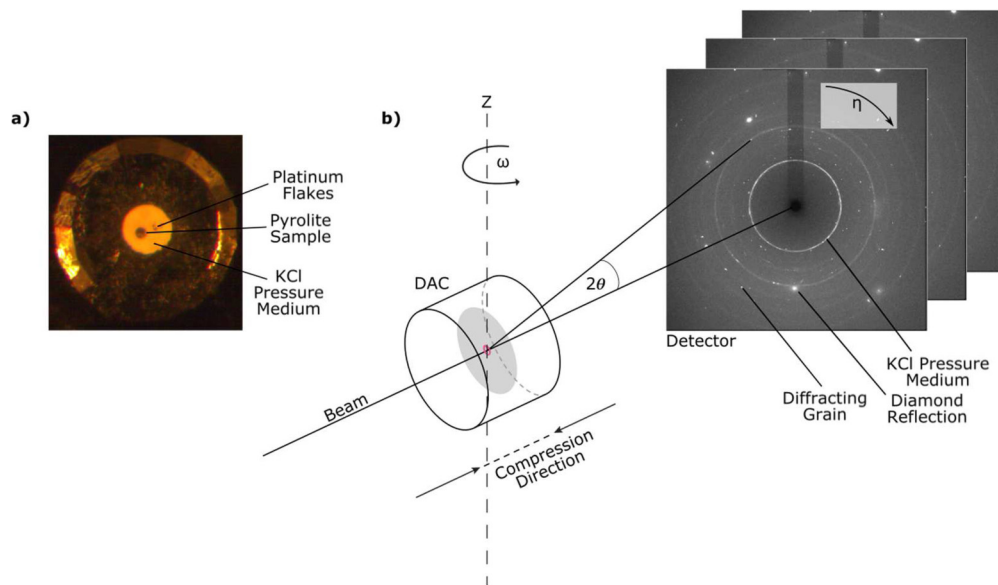 a)
Platinum
Flakes
Pyrolite
Sample
KCl
Pressure
Medium
b)
Z
ω
DAC
2θ
Beam
Compression
Direction
η
Detector
KCl Pressure
Medium
Diamond
Reflection
Diffracting
Grain